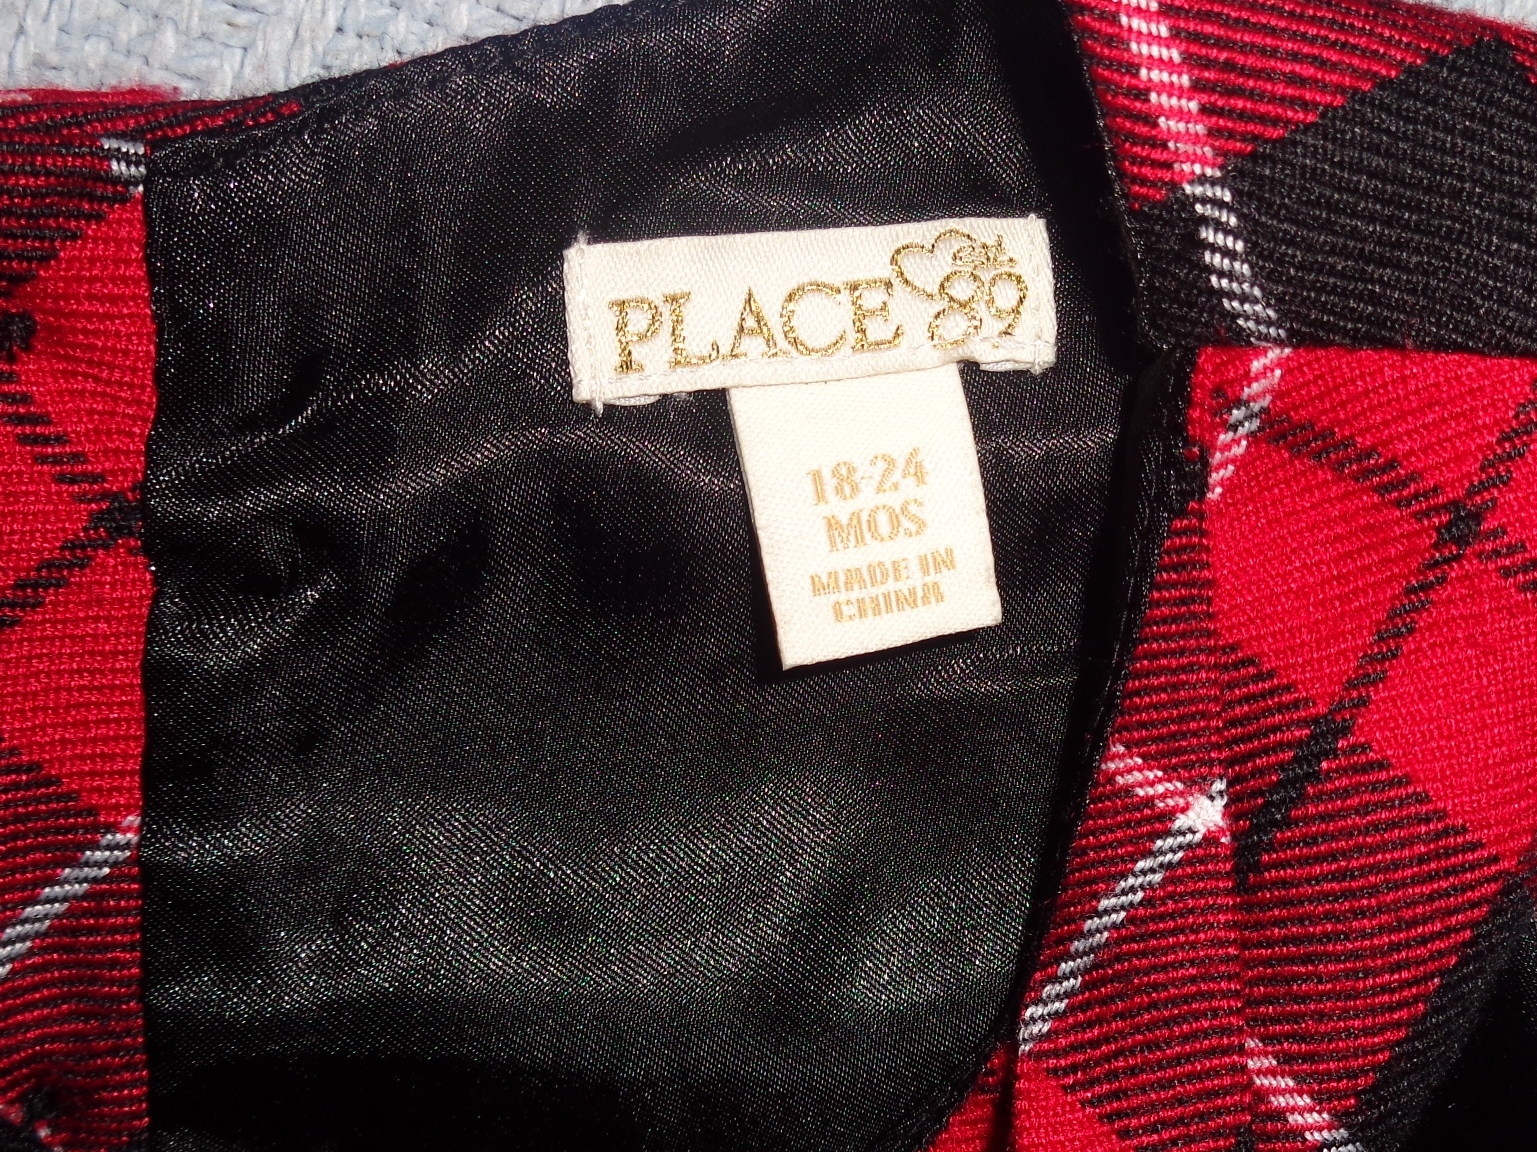 PLACE est. 89
18-24
MOS
MADE IN
CHINA